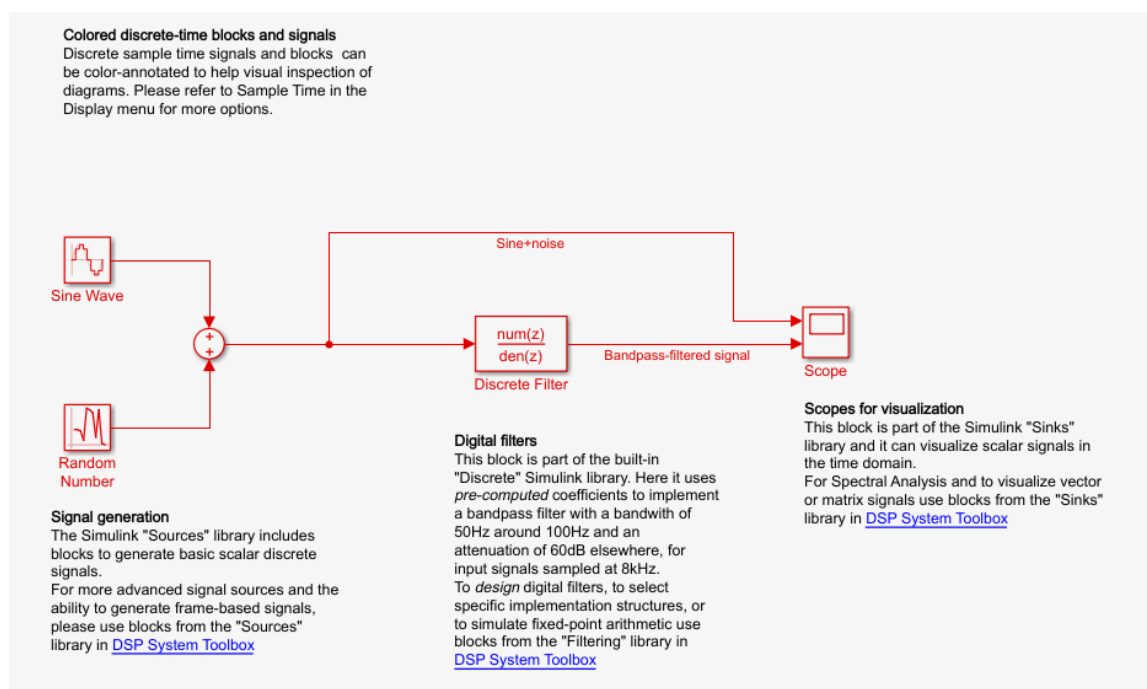 Colored discrete-time blocks and signals
Discrete sample time signals and blocks  can
be color-annotated to help visual inspection of
diagrams. Please refer to Sample Time in the
Display menu for more options.
Sine+noise
Sine Wave
+
+
num(z)
den(z)
Discrete Filter
Bandpass-filtered signal
Scope
Random
Number
Signal generation
The Simulink "Sources" library includes
blocks to generate basic scalar discrete
signals.
For more advanced signal sources and the
ability to generate frame-based signals,
please use blocks from the "Sources"
library in DSP System Toolbox
Digital filters
This block is part of the built-in
"Discrete" Simulink library. Here it uses
pre-computed coefficients to implement
a bandpass filter with a bandwith of
50Hz around 100Hz and an
attenuation of 60dB elsewhere, for
input signals sampled at 8kHz.
To design digital filters, to select
specific implementation structures, or
to simulate fixed-point arithmetic use
blocks from the "Filtering" library in
DSP System Toolbox
Scopes for visualization
This block is part of the Simulink "Sinks"
library and it can visualize scalar signals in
the time domain.
For Spectral Analysis and to visualize vector
or matrix signals use blocks from the "Sinks"
library in DSP System Toolbox